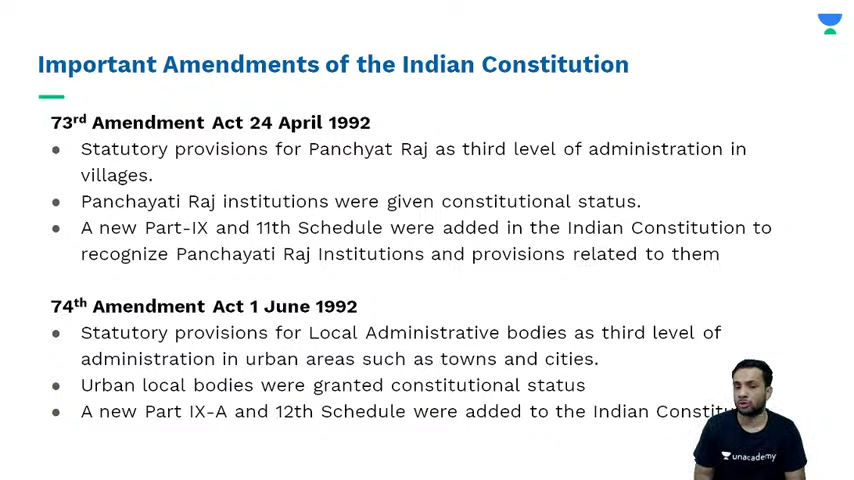 Important Amendments of the Indian Constitution
73rd Amendment Act 24 April 1992
● Statutory provisions for Panchyat Raj as third level of administration in
villages.
● Panchayati Raj institutions were given constitutional status.
● A new Part-IX and 11th Schedule were added in the Indian Constitution to
recognize Panchayati Raj Institutions and provisions related to them
74th Amendment Act 1 June 1992
● Statutory provisions for Local Administrative bodies as third level of
administration in urban areas such as towns and cities.
● Urban local bodies were granted constitutional status
● A new Part IX-A and 12th Schedule were added to the Indian
unacademy